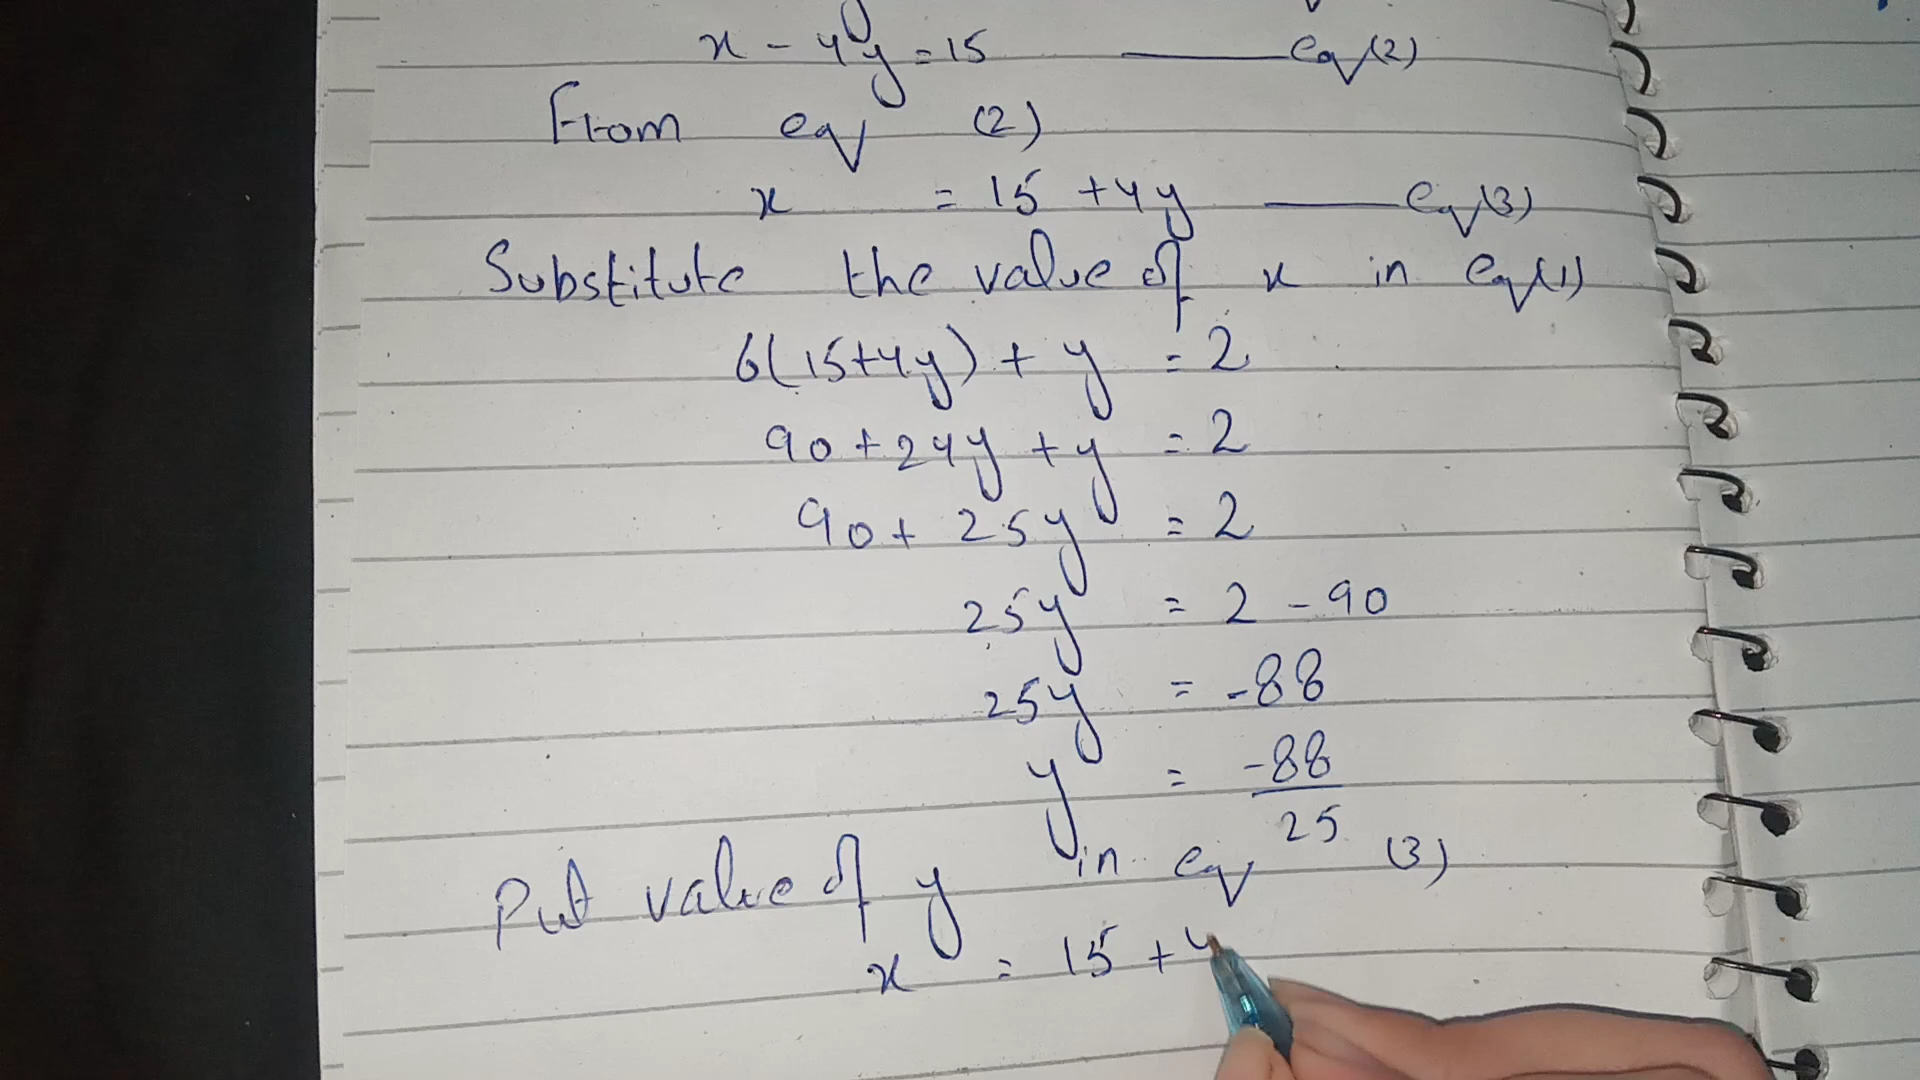 x - 4y = 15 eq(2)
From eq (2)
x = 15 + 4y eq(3)
Substitute the value of x in eq(1)
6(15+4y) + y = 2
90 + 24y + y = 2
90 + 25y = 2
25y = 2 - 90
25y = -88
y = -88/25
Put value of y in eq (3)
x = 15 + 4